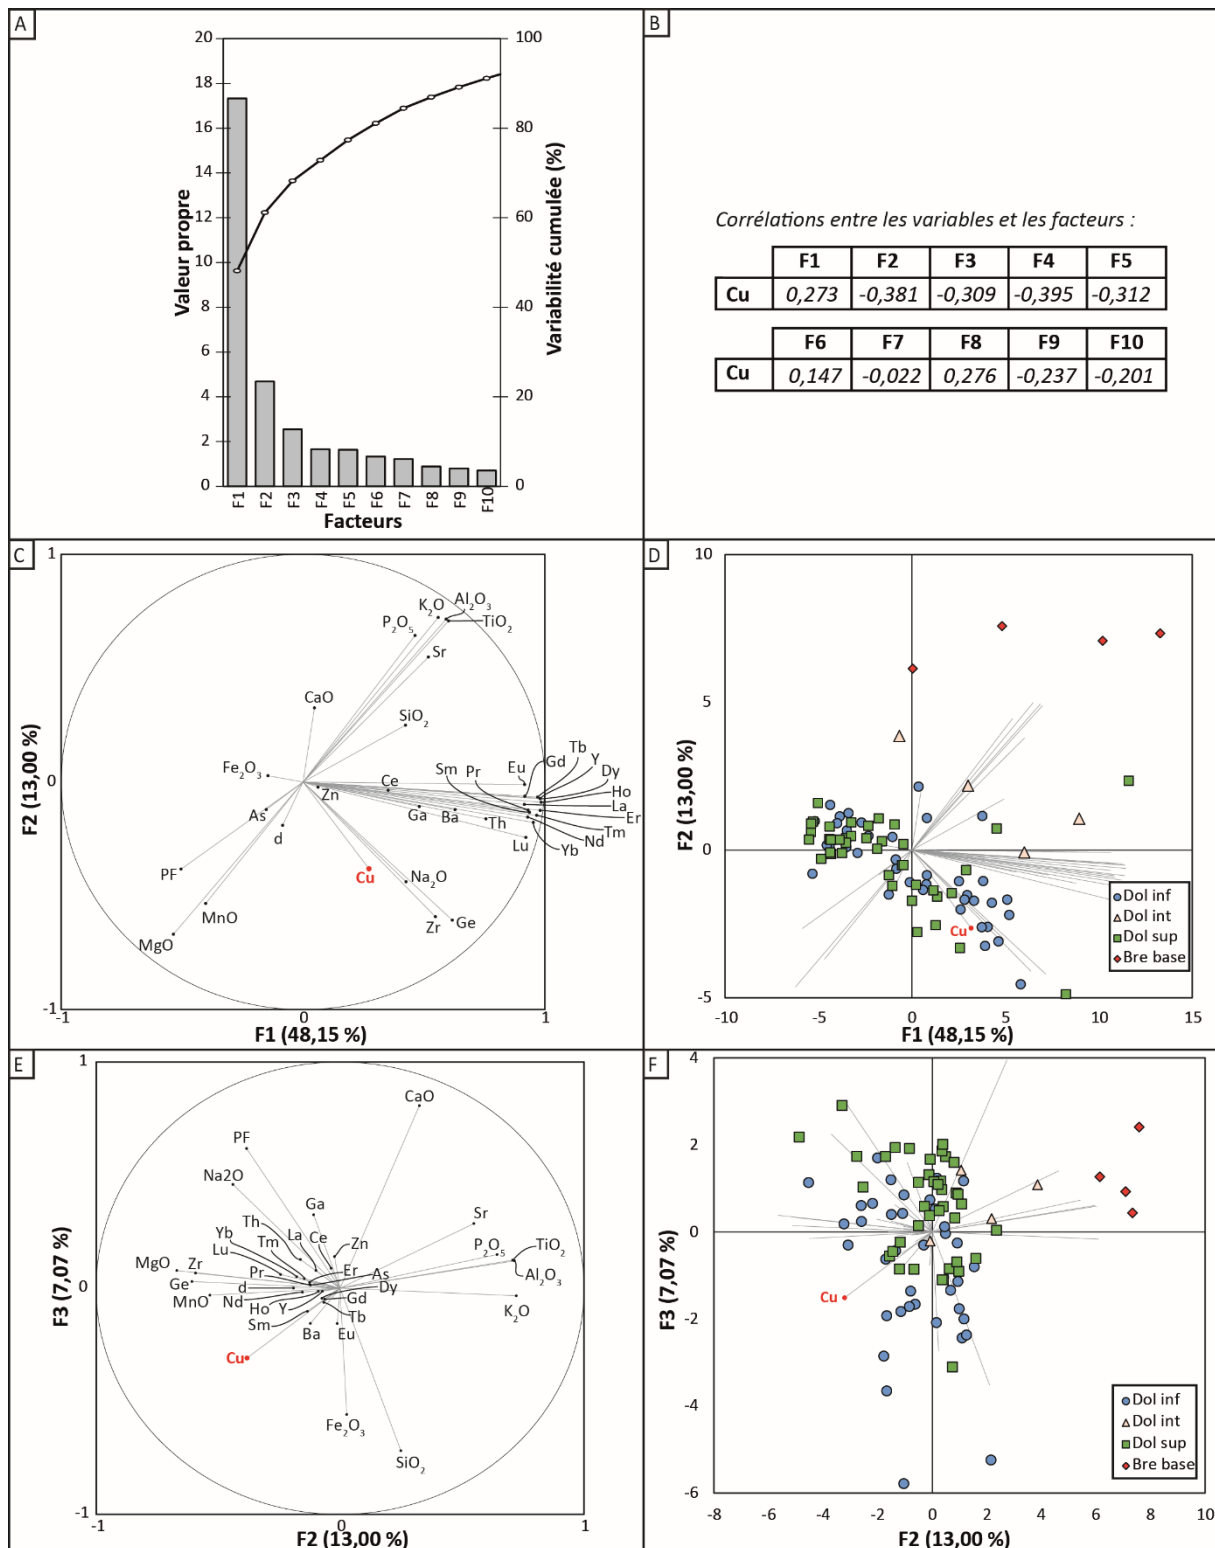 A
20
18
16
14
12
10
8
6
4
2
0
Valeur propre
100
80
60
40
20
0
Variabilité cumulée (%)
F1 F2 F3 F4 F5 F6 F7 F8 F9 F10
Facteurs
B
Corrélations entre les variables et les facteurs :
F1 F2 F3 F4 F5
Cu 0,273 -0,381 -0,309 -0,395 -0,312
F6 F7 F8 F9 F10
Cu 0,147 -0,022 0,276 -0,237 -0,201
C
1
0
-1
F2 (13,00 %)
K₂O Al₂O₃
P₂O₅ TiO₂
Sr
CaO
SiO₂
Fe₂O₃
Zn
Ce
Sm Pr Eu Gd Tb Y
Dy
Ho
La
Er
Tm
Nd
Yb
Lu
As
d
Ga Ba Th
PF
Cu Na₂O
MnO
Zr Ge
MgO
-1 0 1
F1 (48,15 %)
D
10
5
0
-5
F2 (13,00 %)
Cu
Dol inf
Dol int
Dol sup
Bre base
-10 -5 0 5 10 15
F1 (48,15 %)
E
1
0
-1
F3 (7,07 %)
CaO
PF
Na2O
Ga
Sr
Th La Ce Zn
Yb Tm
P₂O₅ TiO₂
Lu
MgO Zr Pr Er As
Al₂O₃
Ge d Dy
MnO Nd Ho Y Gd
K₂O
Sm Tb
Ba Eu
Cu
Fe₂O₃
SiO₂
-1 0 1
F2 (13,00 %)
F
4
2
0
-2
-4
-6
F3 (7,07 %)
Cu
Dol inf
Dol int
Dol sup
Bre base
-8 -6 -4 -2 0 2 4 6 8 10
F2 (13,00 %)